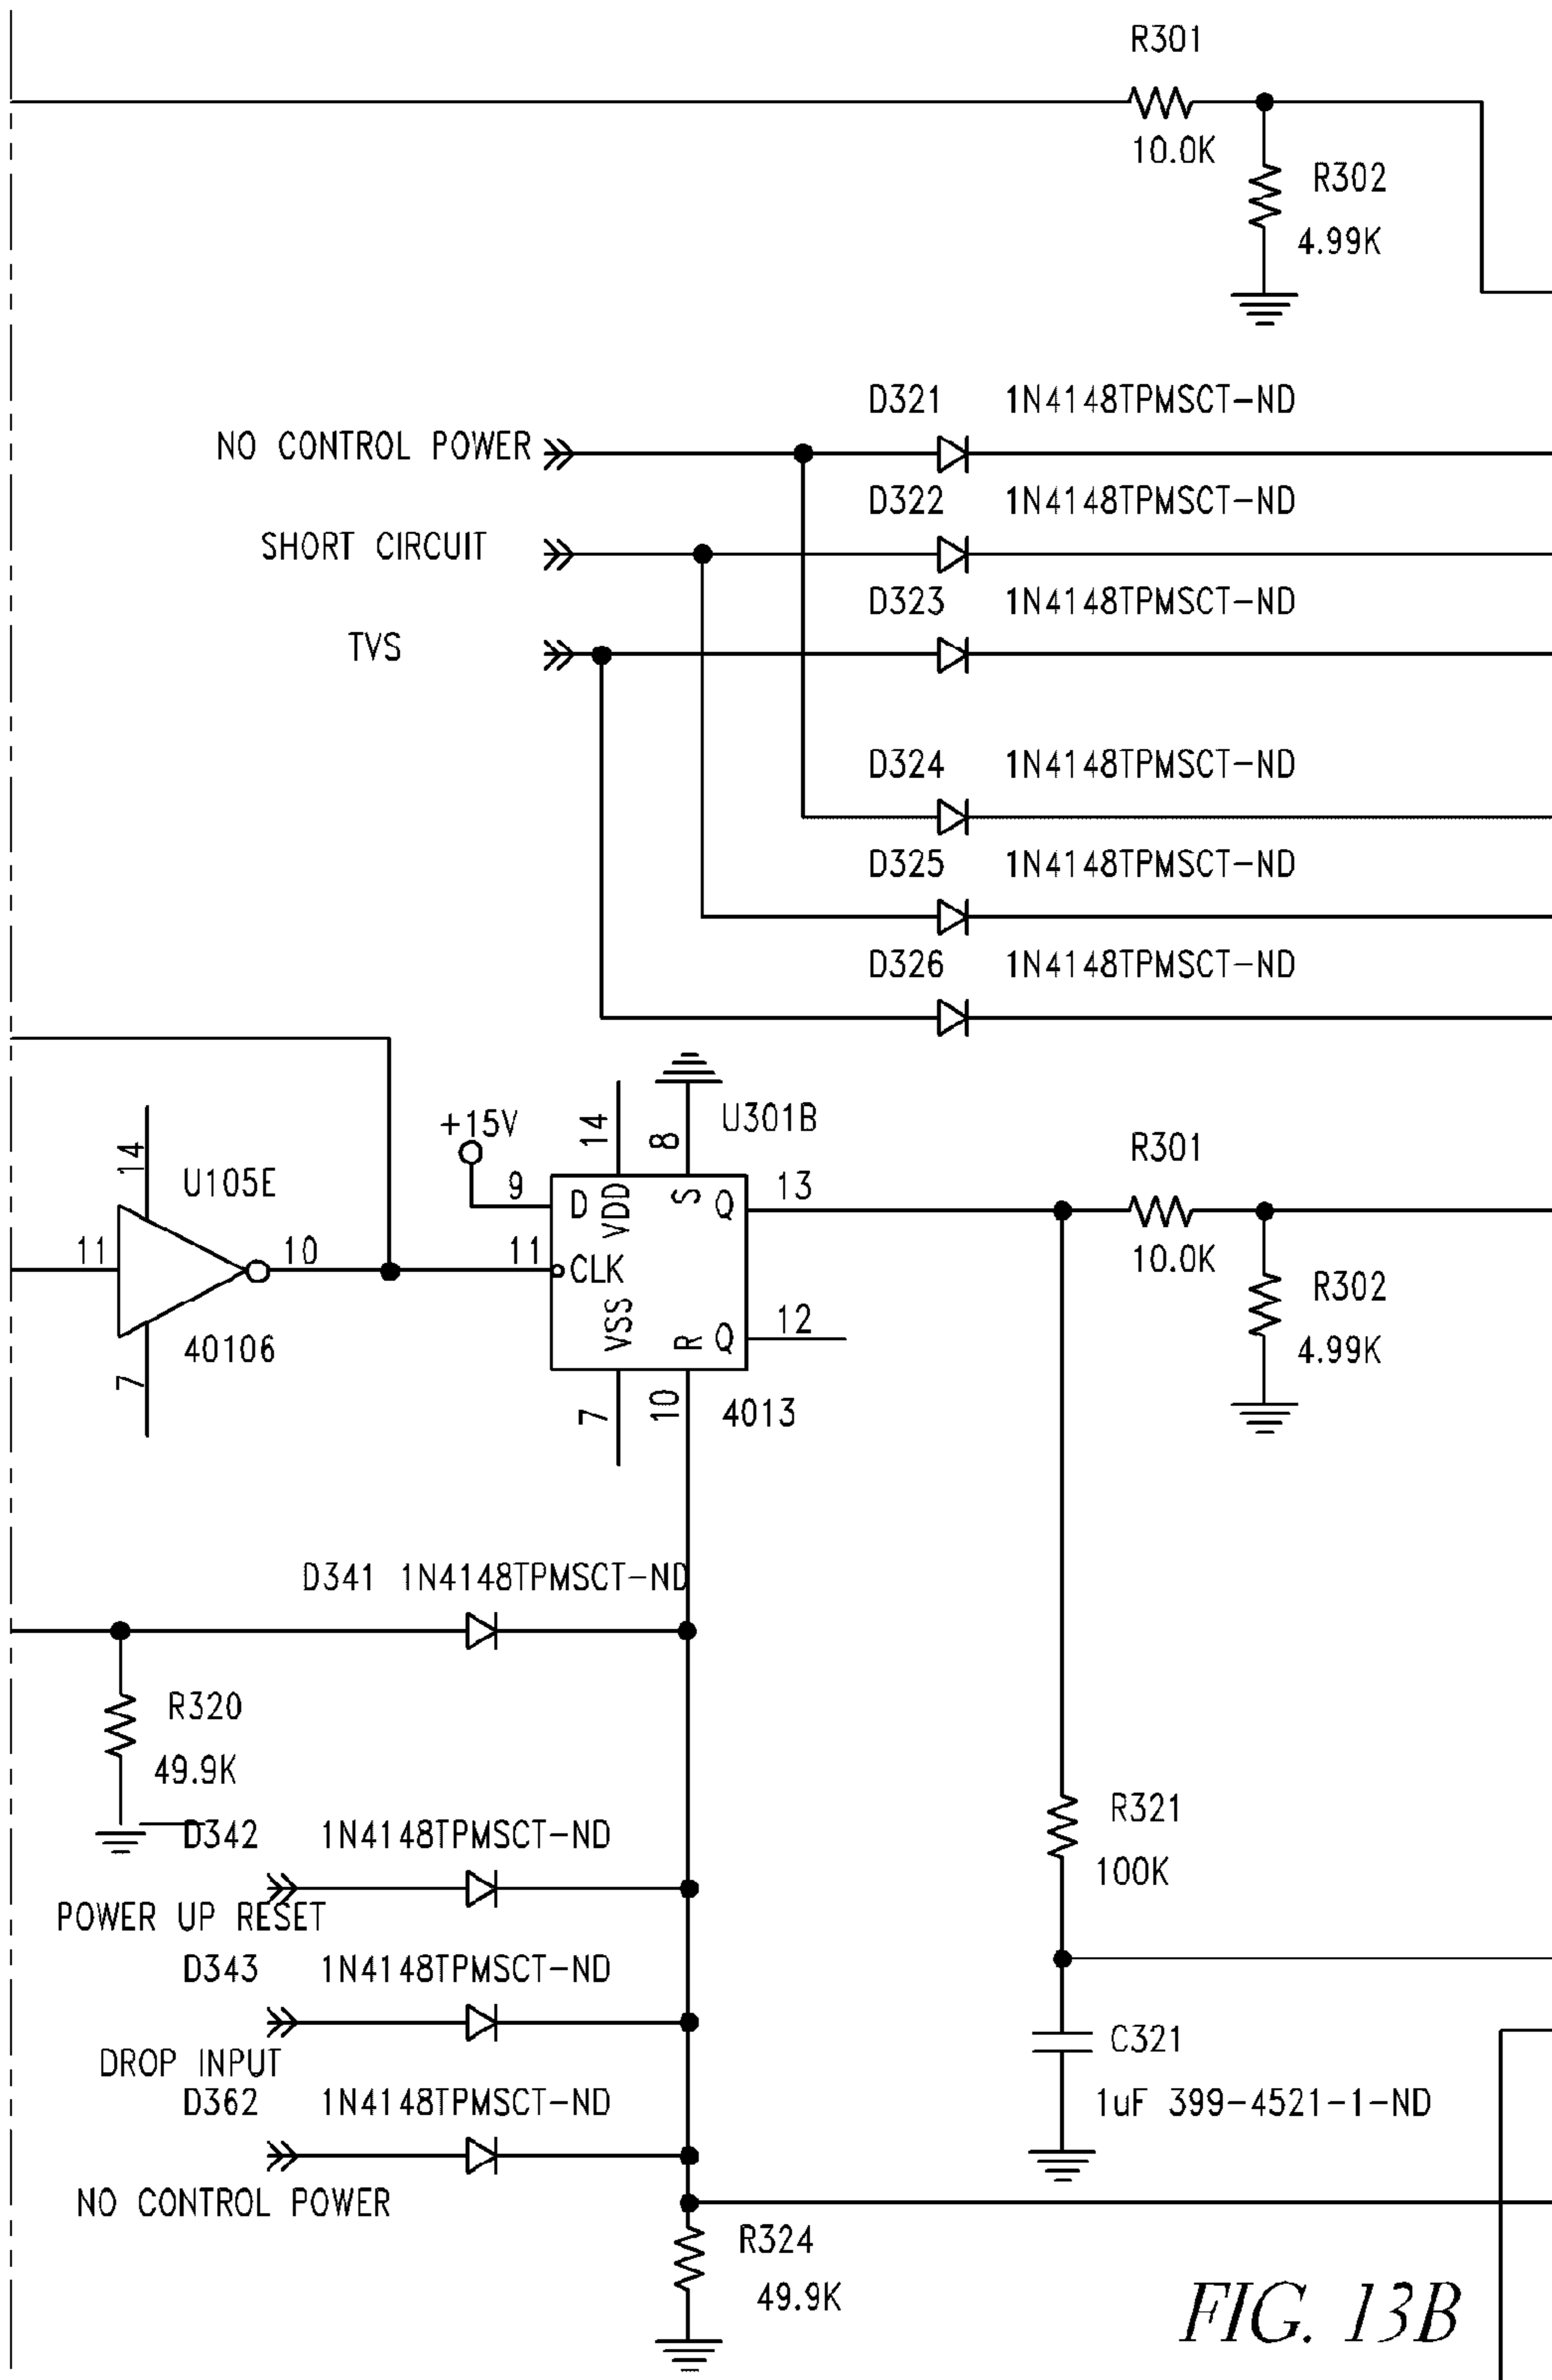 R301
10.0K
R302
4.99K
D321 1N4148TPMSCT-ND
NO CONTROL POWER
D322 1N4148TPMSCT-ND
SHORT CIRCUIT
D323 1N4148TPMSCT-ND
TVS
D324 1N4148TPMSCT-ND
D325 1N4148TPMSCT-ND
D326 1N4148TPMSCT-ND
+15V
14
8
U301B
14
U105E
9
D
VDD
S
Q
13
R301
10.0K
11
10
11
CLK
R302
4.99K
VSS
R
Q
12
40106
7
7
10
4013
D341 1N4148TPMSCT-ND
R320
49.9K
D342 1N4148TPMSCT-ND
POWER UP RESET
R321
100K
D343 1N4148TPMSCT-ND
DROP INPUT
C321
1uF 399-4521-1-ND
D362 1N4148TPMSCT-ND
NO CONTROL POWER
R324
49.9K
FIG. 13B